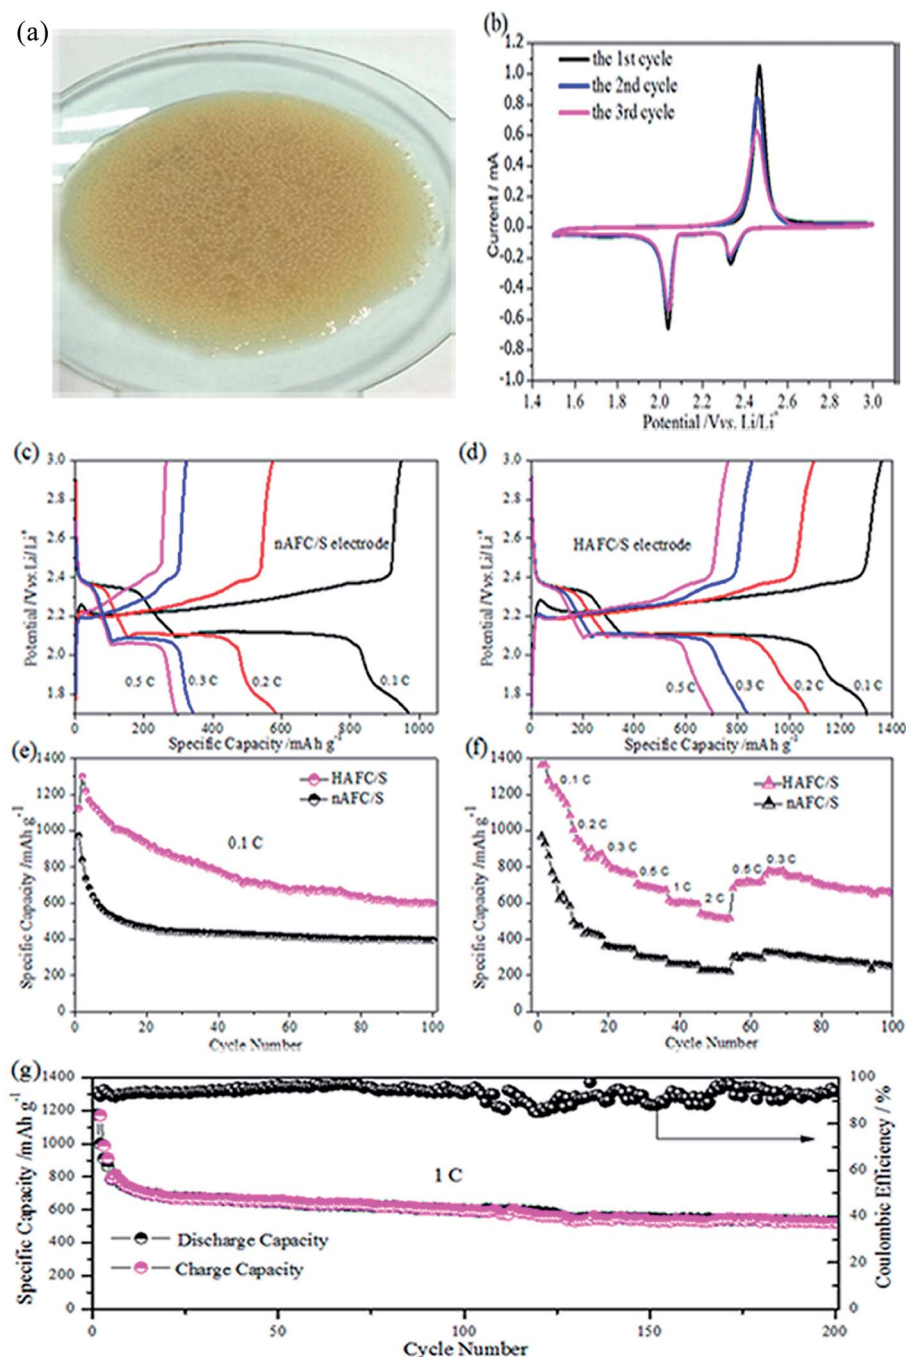 (a)
(b)
1.2
1.0
0.8
0.6
0.4
0.2
0.0
0.2
-0.4
-0.6
-0.8
-1.0
Current / mA
the 1st cycle
the 2nd cycle
the 3rd cycle
1.4 1.6 1.8 2.0 2.2 2.4 2.6 2.8 3.0
Potential /Vvs. Li/Li+
(c)
3.0
2.8
2.6
2.4
2.2
2.0
1.8
Potential /Vvs. Li/Li+
nAFC/S electrode
0.5 C 0.3 C 0.2 C 0.1 C
0 200 400 600 800 1000
Specific Capacity /mAh g-1
(d)
3.0
2.8
2.6
2.4
2.2
2.0
1.8
Potential /Vvs. Li/Li+
HAFC/S electrode
0.5 C 0.3 C 0.2 C 0.1 C
0 200 400 600 800 1000 1200 1400
Specific Capacity /mAh g-1
(e)
1400
1200
1000
800
600
400
200
0
Specific Capacity /mAh g-1
HAFC/S
nAFC/S
0.1 C
0 20 40 60 80 100
Cycle Number
(f)
1400
1200
1000
800
600
400
200
0
Specific Capacity /mAh g-1
HAFC/S
nAFC/S
0.1 C
0.2 C
0.3 C
0.5 C
1 C
2 C
0.5 C
0.3 C
0 20 40 60 80 100
Cycle Number
(g)
1400
1200
1000
800
600
400
200
0
Specific Capacity /mAh g-1
1 C
Discharge Capacity
Charge Capacity
100
80
60
40
20
0
Coulombic Efficiency / %
0 50 100 150 200
Cycle Number